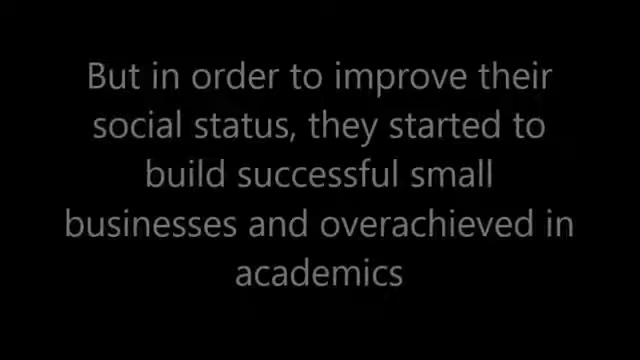 But in order to improve their
social status, they started to
build successful small
businesses and overachieved in
academics